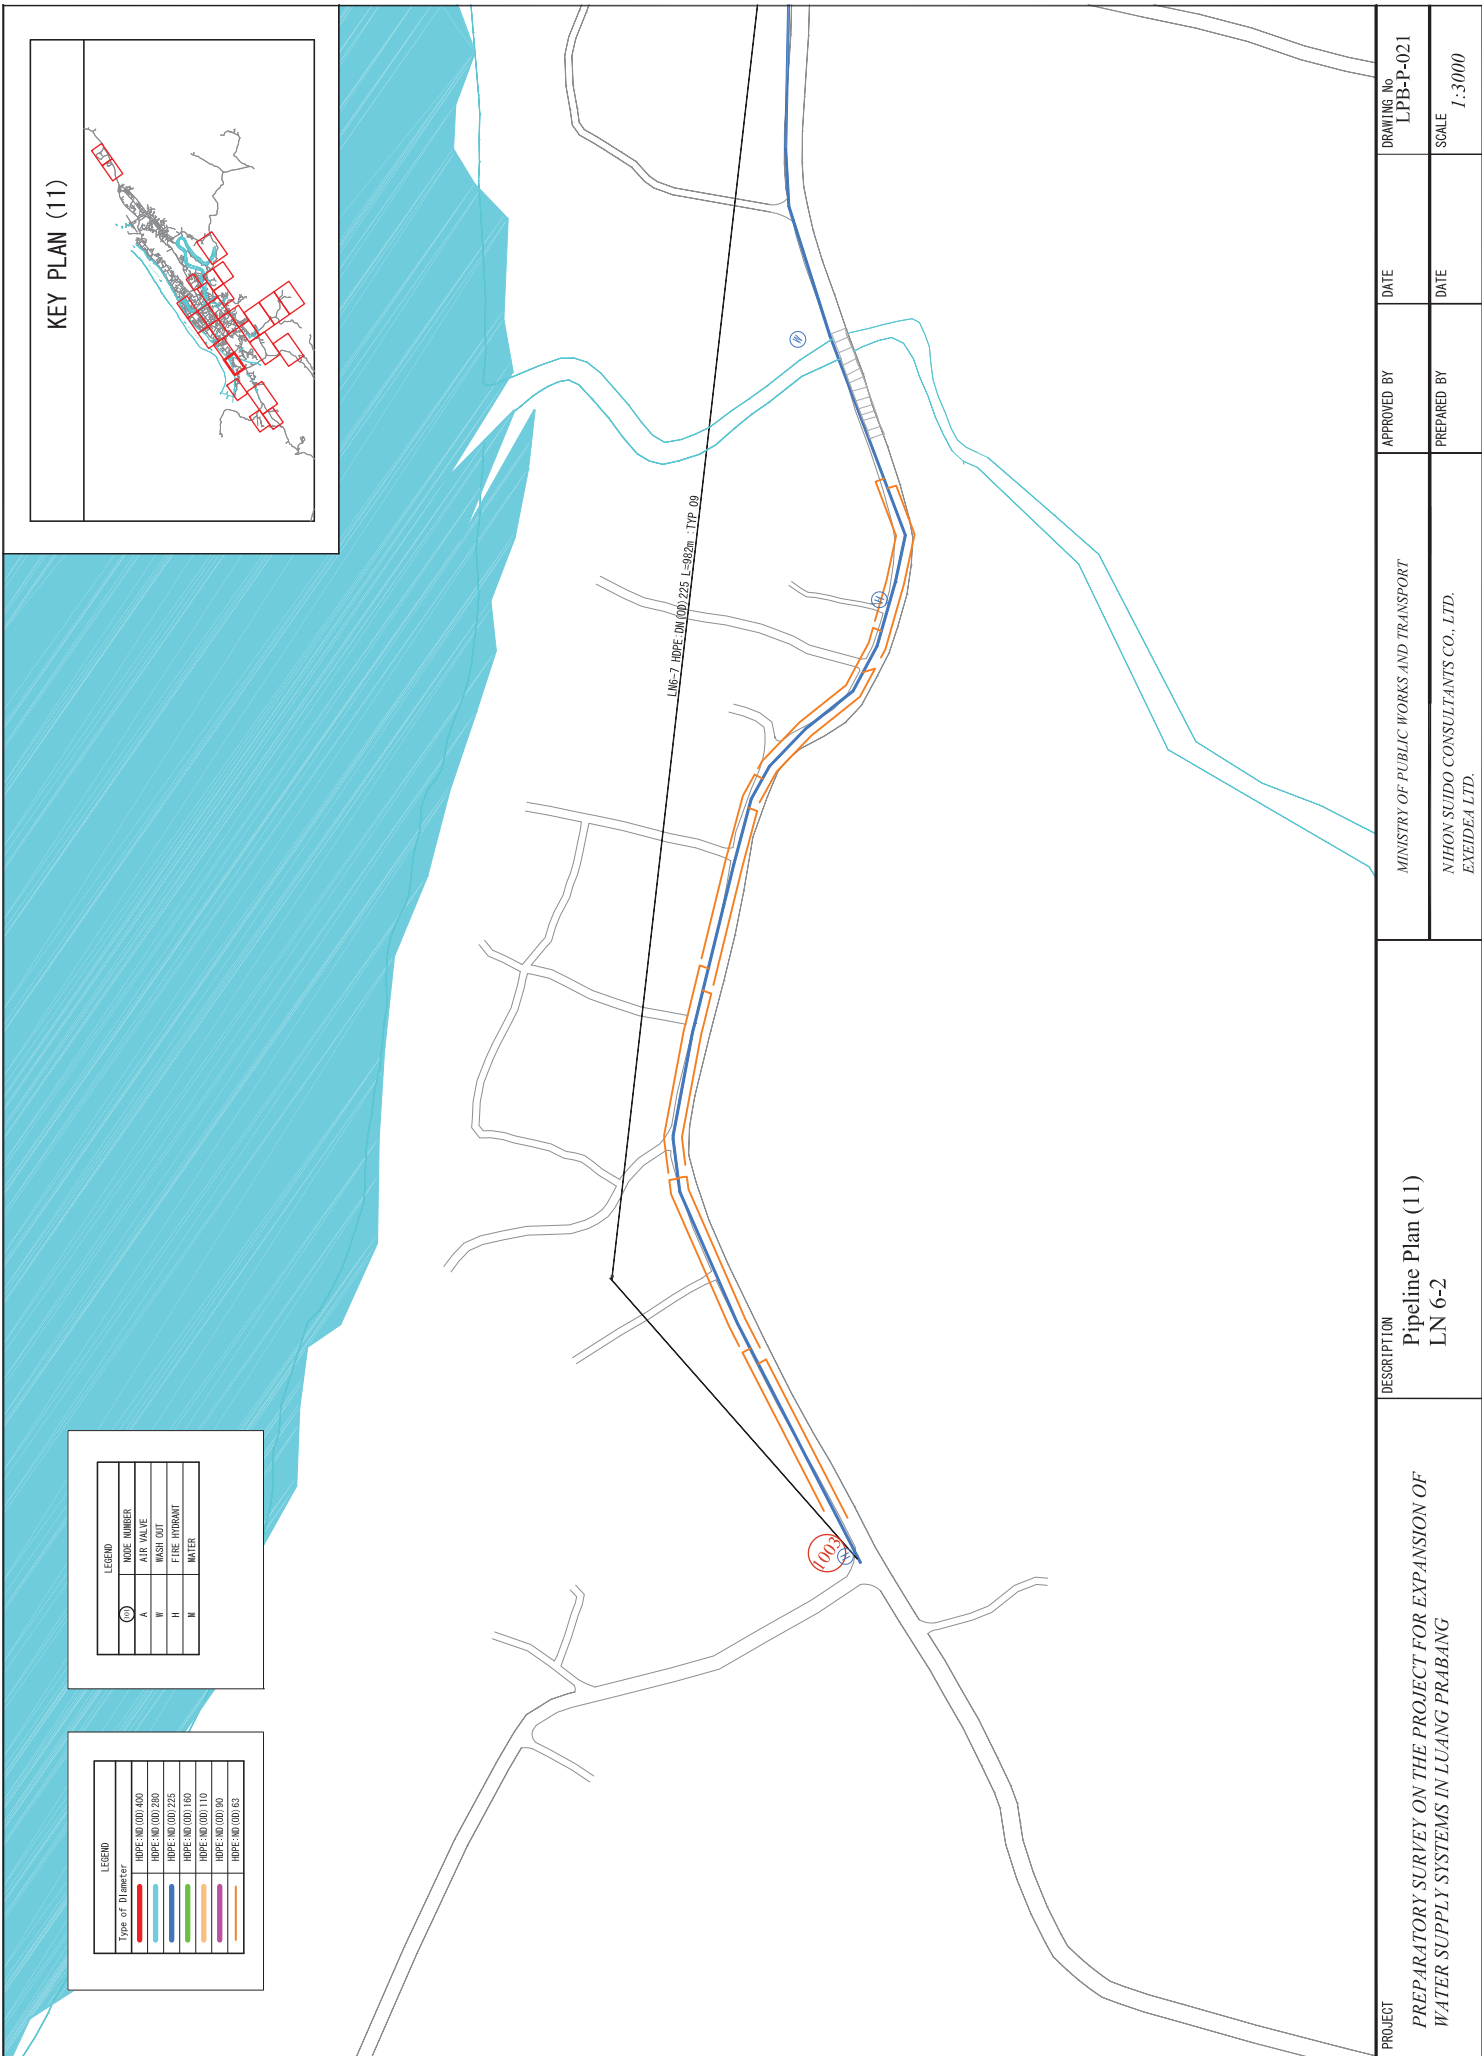 KEY PLAN (11)
LEGEND
101 NODE NUMBER
A AIR VALVE
W WASH OUT
H FIRE HYDRANT
M MATER
LEGEND
Type of Diameter
HDPE:ND(OD)400
HDPE:ND(OD)280
HDPE:ND(OD)225
HDPE:ND(OD)160
HDPE:ND(OD)110
HDPE:ND(OD)90
HDPE:ND(OD)63
LN6-7 HDPE:DN(OD)225 L=982m :TYP 09
W
H
1003
H
PROJECT
PREPARATORY SURVEY ON THE PROJECT FOR EXPANSION OF
WATER SUPPLY SYSTEMS IN LUANG PRABANG
DESCRIPTION
Pipeline Plan (11)
LN 6-2
MINISTRY OF PUBLIC WORKS AND TRANSPORT
NIHON SUIDO CONSULTANTS CO., LTD.
EXEIDEA LTD.
APPROVED BY
DATE
PREPARED BY
DATE
DRAWING No
LPB-P-021
SCALE
1:3000